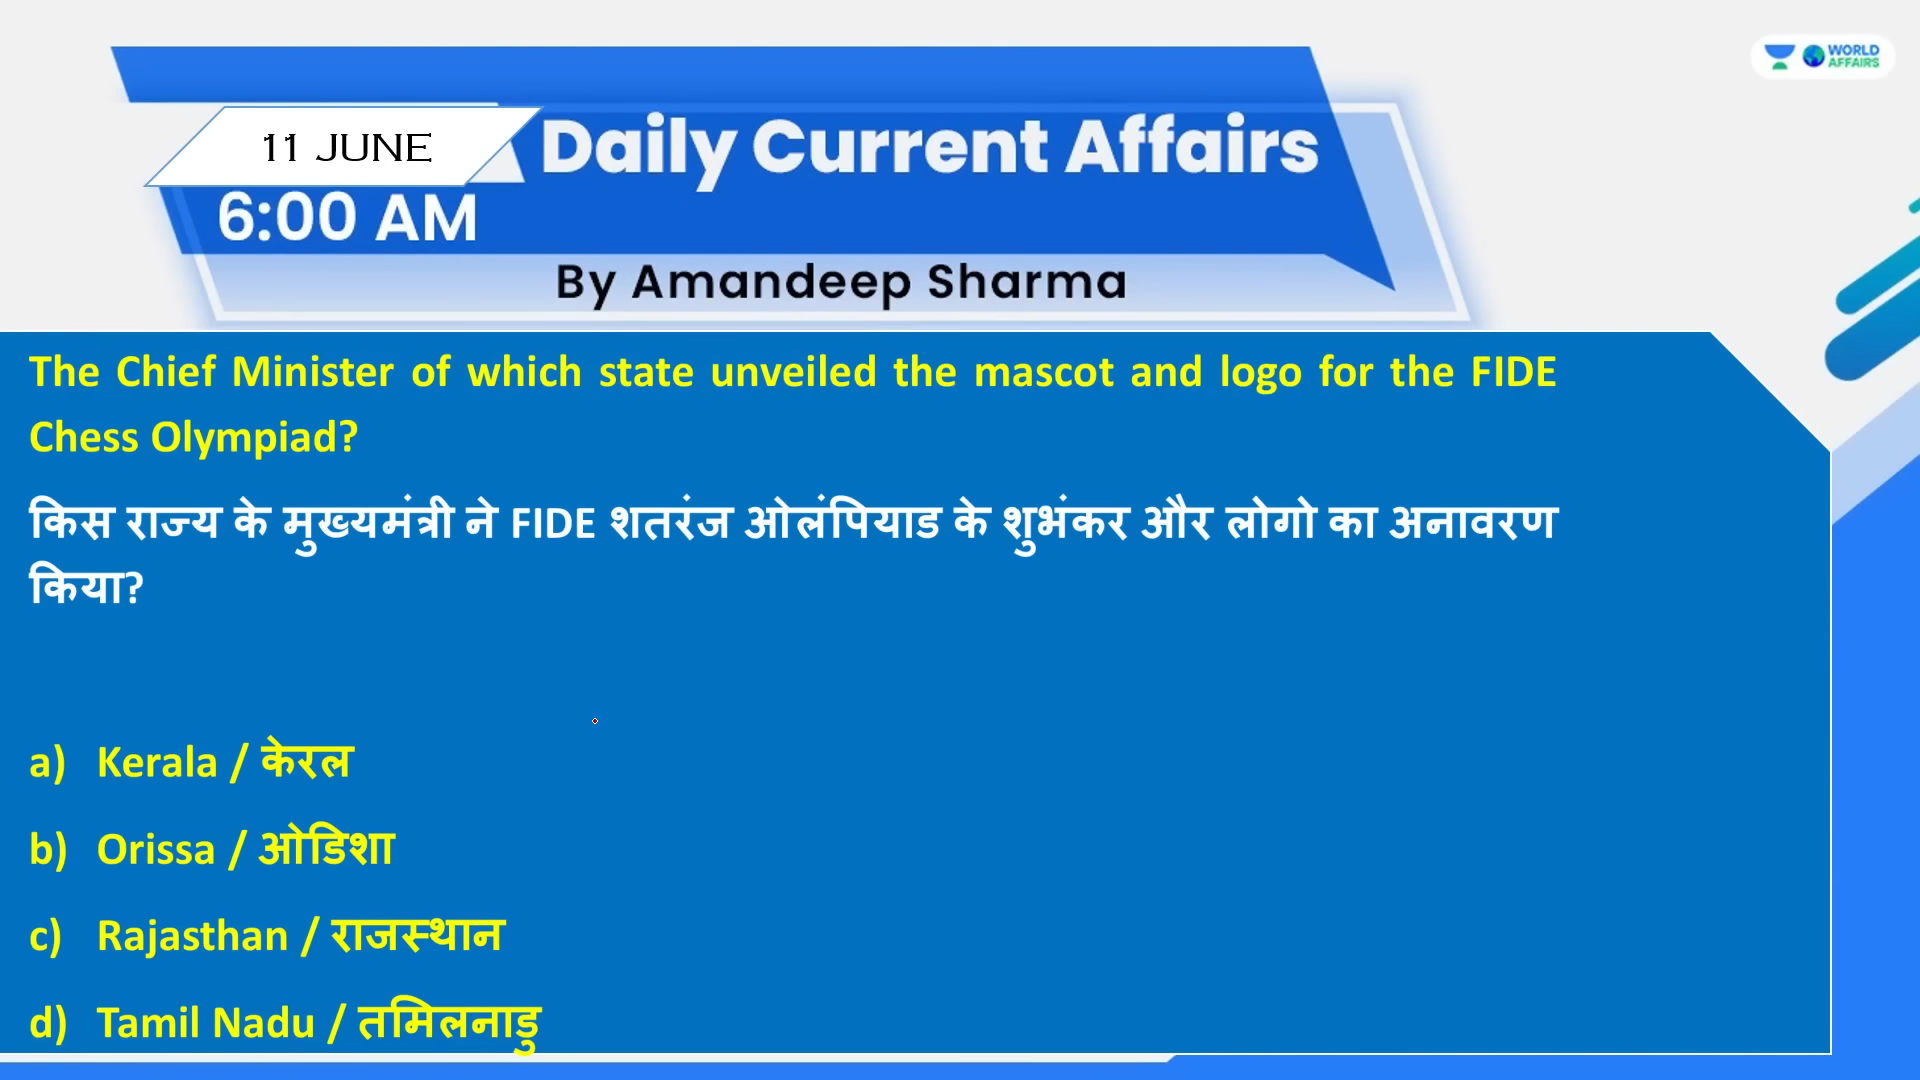 WORLD
AFFAIRS
11 JUNE
Daily Current Affairs
6:00 AM
By Amandeep Sharma
The Chief Minister of which state unveiled the mascot and logo for the FIDE
Chess Olympiad?
किस राज्य के मुख्यमंत्री ने FIDE शतरंज ओलंपियाड के शुभंकर और लोगो का अनावरण
किया?
a) Kerala / केरल
b) Orissa / ओडिशा
c) Rajasthan / राजस्थान
d) Tamil Nadu / तमिलनाडु